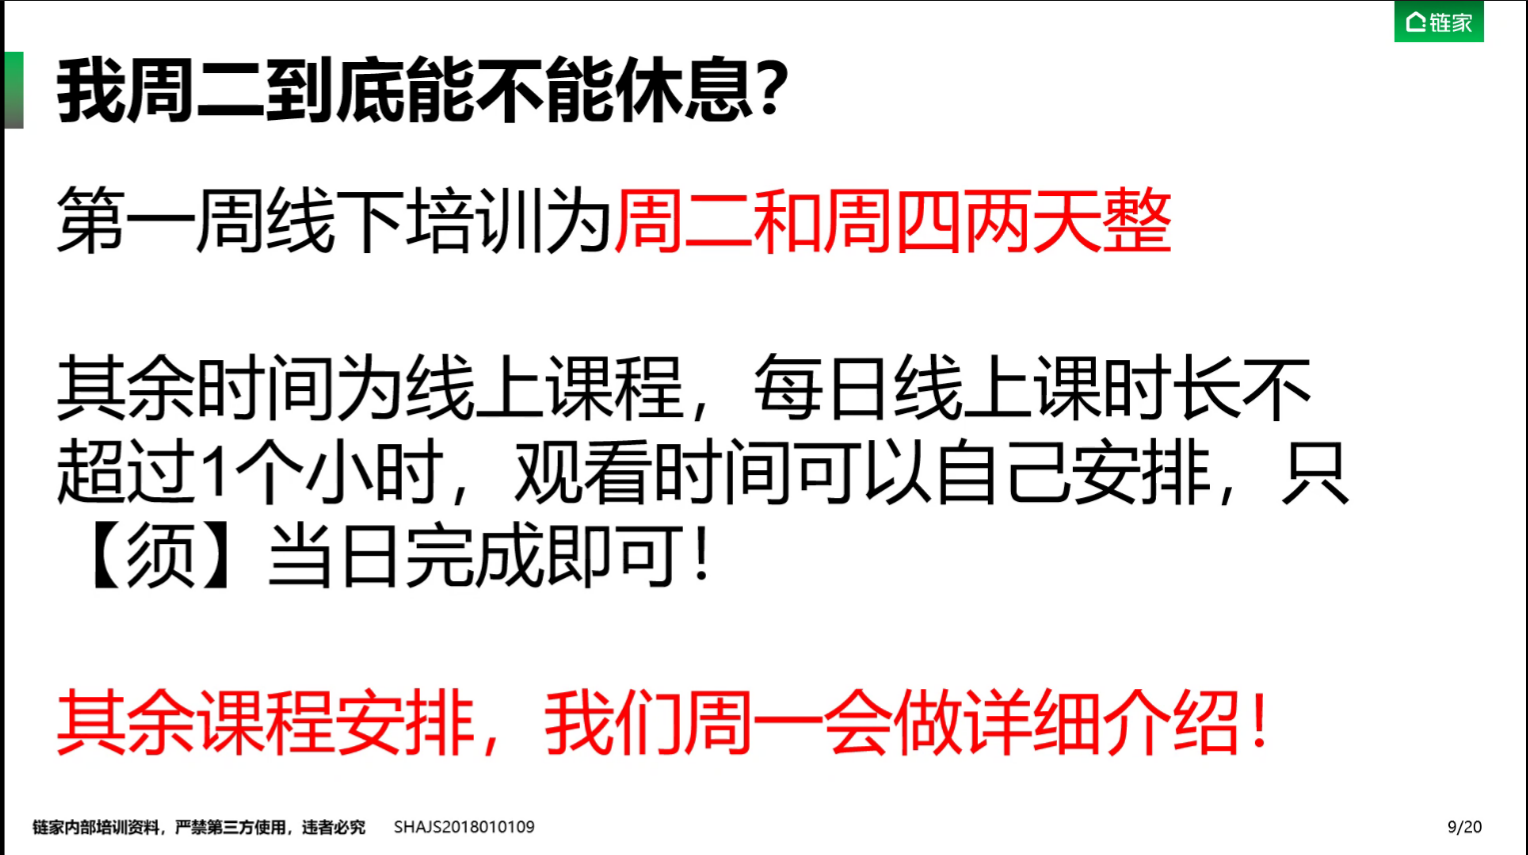 链家
我周二到底能不能休息?
第一周线下培训为周二和周四两天整
其余时间为线上课程，每日线上课时长不
超过1个小时，观看时间可以自己安排，只
【须】当日完成即可！
其余课程安排，我们周一会做详细介绍！
链家内部培训资料，严禁第三方使用，违者必究 SHAJS2018010109
9/20